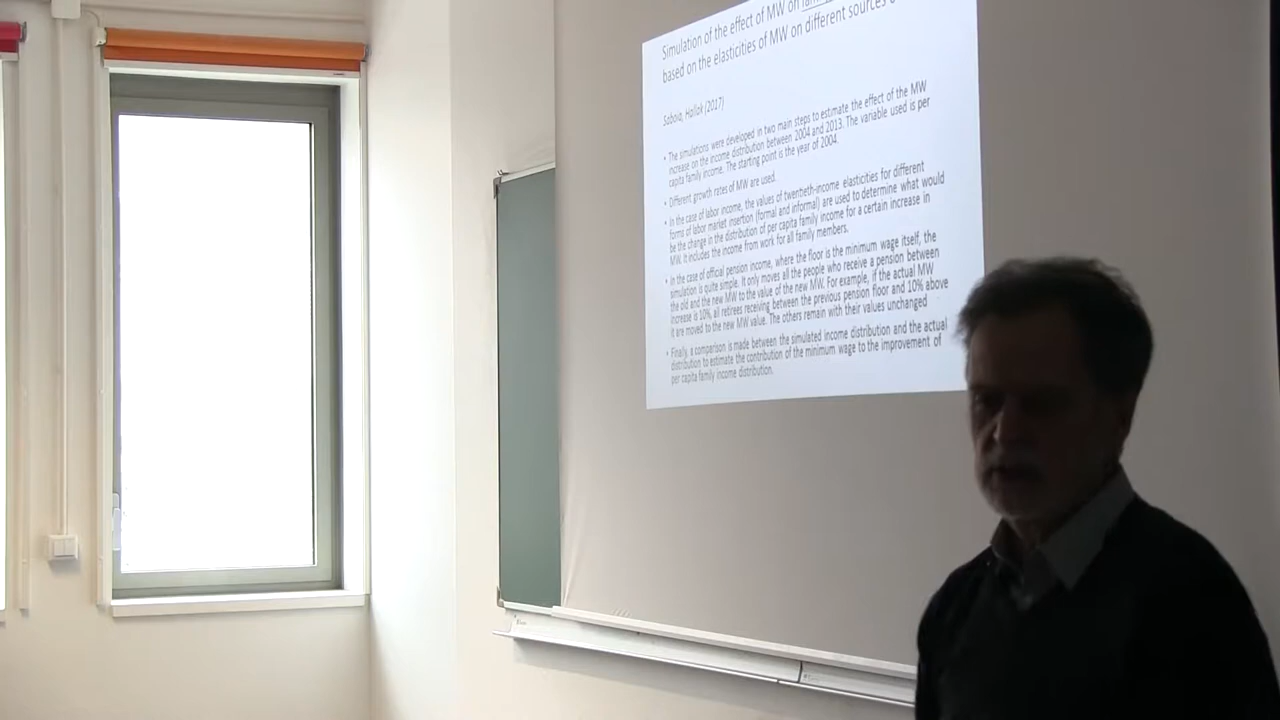 Simulation of the effect of MW on
based on the elasticities of MW on different sources
Saboia, Hallak (2017)
• The simulations were developed in two main steps to estimate the effect of the MW
increase on the income distribution between 2004 and 2013. The variable used is per
capita family income. The starting point is the year of 2004.
• Different growth rates of MW are used.
• In the case of labor income, the values of twentieth-income elasticities for different
forms of labor market insertion (formal and informal) are used to determine what would
be the change in the distribution of per capita family income for a certain increase in
MW. It includes the income from work for all family members.
• In the case of official pension income, where the floor is the minimum wage itself, the
simulation is quite simple. It only moves all the people who receive a pension between
the old and the new MW to the value of the new MW. For example, if the actual MW
increase is 10%, all retirees receiving between the previous pension floor and 10% above
it are moved to the new MW value. The others remain with their values unchanged
• Finally, a comparison is made between the simulated income distribution and the actual
distribution to estimate the contribution of the minimum wage to the improvement of
per capita family income distribution.